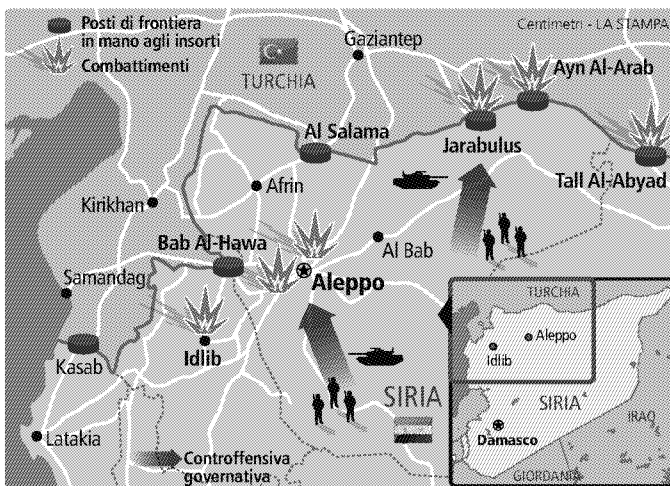 Posti di frontiera
in mano agli insorti
Combattimenti
Centimetri - LA STAMPA
Gaziantep
TURCHIA
Ayn Al-Arab
Al Salama
Jarabulus
Tall Al-Abyad
Afrin
Kirikhan
Bab Al-Hawa
Al Bab
Samandag
Aleppo
Idlib
Kasab
SIRIA
Latakia
Controffensiva
governativa
TURCHIA
Aleppo
Idlib
SIRIA
IRAQ
Damasco
GIORDANIA